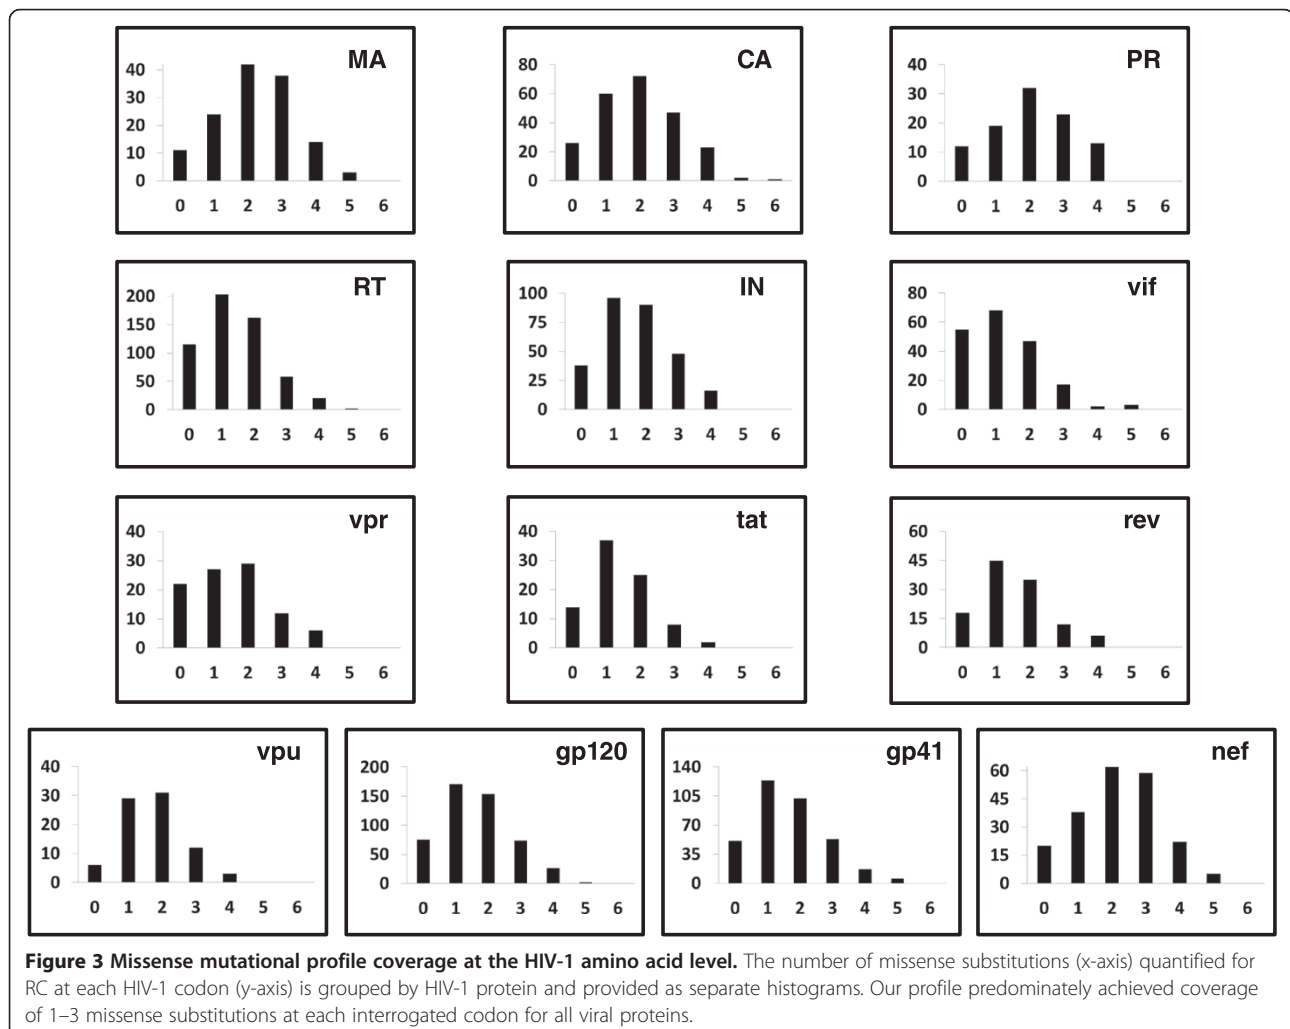 MA
40
30
20
10
0
0 1 2 3 4 5 6
CA
80
60
40
20
0
0 1 2 3 4 5 6
PR
40
30
20
10
0
0 1 2 3 4 5 6
RT
200
150
100
50
0
0 1 2 3 4 5 6
IN
100
75
50
25
0
0 1 2 3 4 5 6
vif
80
60
40
20
0
0 1 2 3 4 5 6
vpr
40
30
20
10
0
0 1 2 3 4 5 6
tat
40
30
20
10
0
0 1 2 3 4 5 6
rev
60
45
30
15
0
0 1 2 3 4 5 6
vpu
40
30
20
10
0
0 1 2 3 4 5 6
gp120
200
150
100
50
0
0 1 2 3 4 5 6
gp41
140
105
70
35
0
0 1 2 3 4 5 6
nef
60
45
30
15
0
0 1 2 3 4 5 6
Figure 3 Missense mutational profile coverage at the HIV-1 amino acid level. The number of missense substitutions (x-axis) quantified for
RC at each HIV-1 codon (y-axis) is grouped by HIV-1 protein and provided as separate histograms. Our profile predominately achieved coverage
of 1–3 missense substitutions at each interrogated codon for all viral proteins.